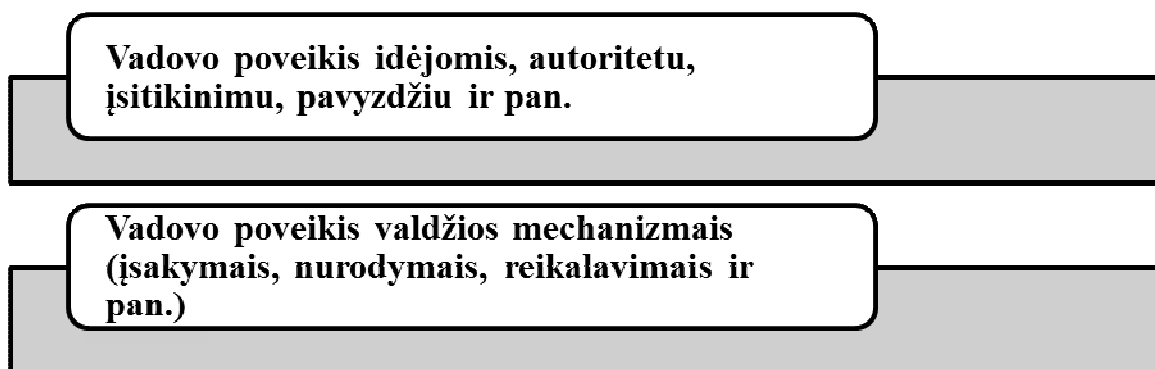 Vadovo poveikis idėjomis, autoritetu,
įsitikinimu, pavyzdžiu ir pan.
Vadovo poveikis valdžios mechanizmais
(įsakymais, nurodymais, reikalavimais ir
pan.)